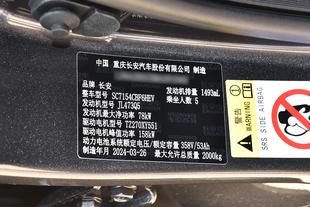 中国 重庆长安汽车股份有限公司 制造
品牌 长安
整车型号 SC7154CBF6HEV
发动机型号 JL473Q5
发动机排量 1493mL
乘坐人数 5
发动机最大净功率 78kW
驱动电机型号 TZ270XY551
驱动电机峰值功率 158kW
动力电池系统额定电压/额定容量 358V/53Ah
制造年月 2024-03-26 最大允许总质量 2000kg
警告
WARNING
SRS SIDE AIRBAG